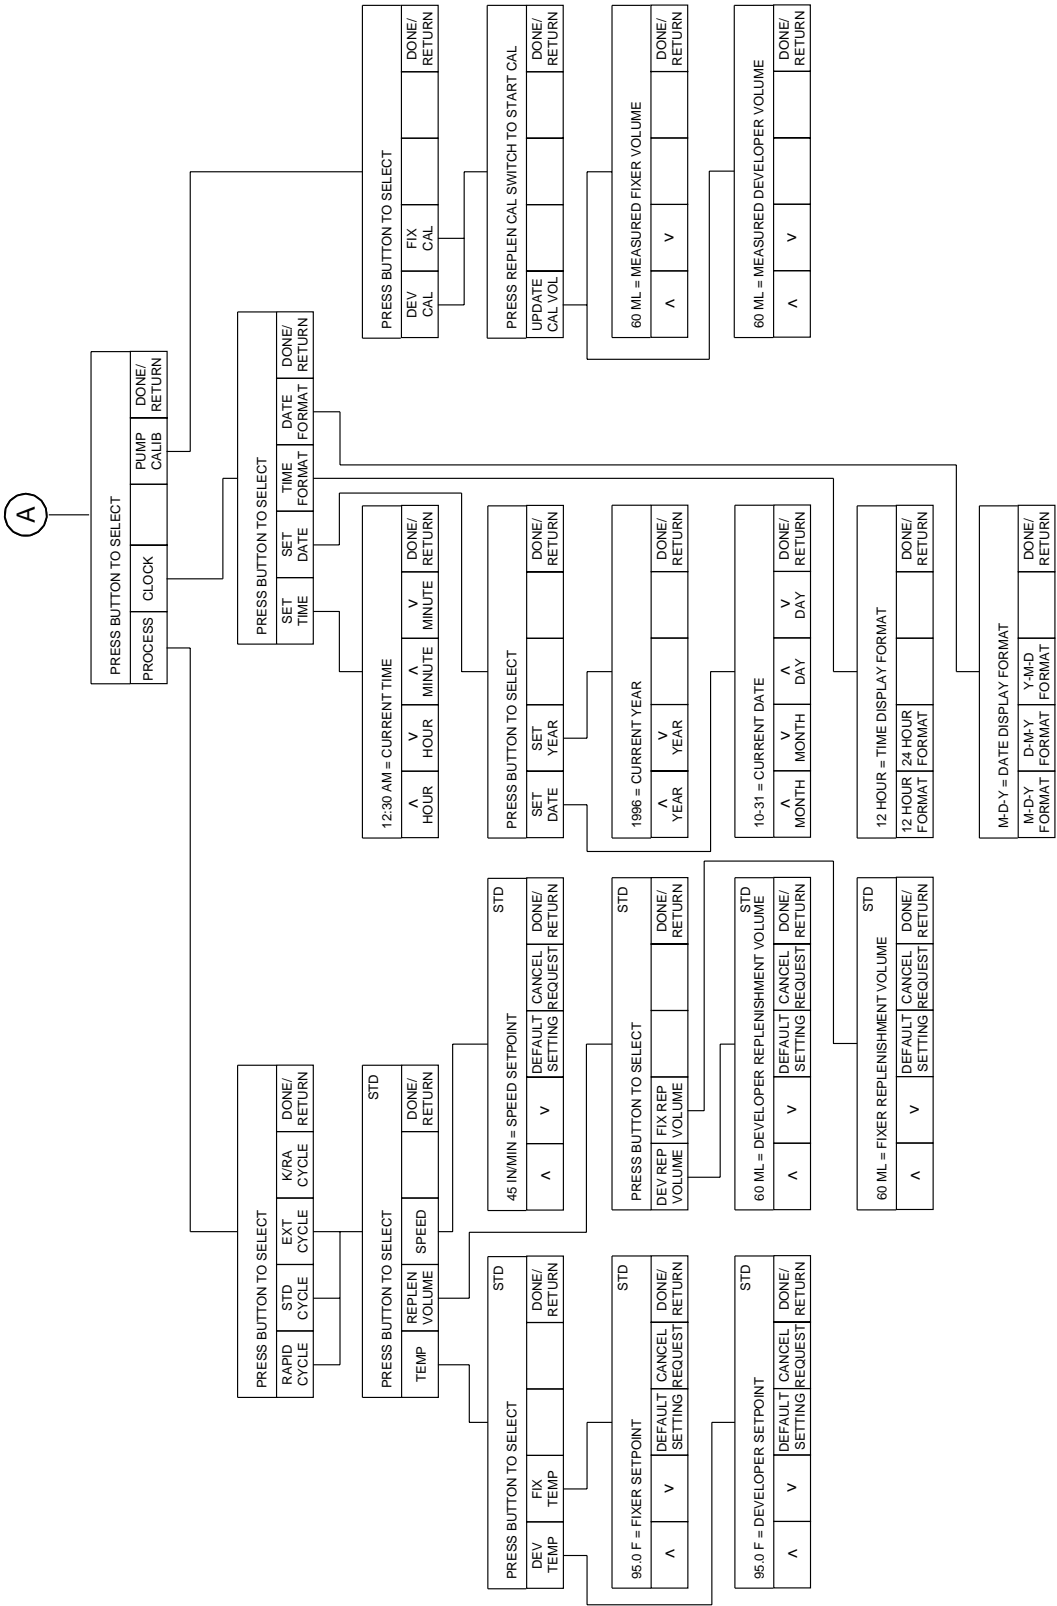 A
PRESS BUTTON TO SELECT
PROCESS
CLOCK
PUMP
CALIB
DONE/
RETURN
PRESS BUTTON TO SELECT
RAPID
CYCLE
STD
CYCLE
EXT
CYCLE
K/RA
CYCLE
DONE/
RETURN
STD
PRESS BUTTON TO SELECT
TEMP
REPLEN
VOLUME
SPEED
DONE/
RETURN
STD
PRESS BUTTON TO SELECT
DEV
TEMP
FIX
TEMP
DONE/
RETURN
STD
95.0 F = FIXER SETPOINT
Λ
V
DEFAULT
SETTING
CANCEL
REQUEST
DONE/
RETURN
STD
95.0 F = DEVELOPER SETPOINT
Λ
V
DEFAULT
SETTING
CANCEL
REQUEST
DONE/
RETURN
STD
45 IN/MIN = SPEED SETPOINT
Λ
V
DEFAULT
SETTING
CANCEL
REQUEST
DONE/
RETURN
STD
PRESS BUTTON TO SELECT
DEV REP
VOLUME
FIX REP
VOLUME
DONE/
RETURN
STD
60 ML = DEVELOPER REPLENISHMENT VOLUME
Λ
V
DEFAULT
SETTING
CANCEL
REQUEST
DONE/
RETURN
STD
60 ML = FIXER REPLENISHMENT VOLUME
Λ
V
DEFAULT
SETTING
CANCEL
REQUEST
DONE/
RETURN
PRESS BUTTON TO SELECT
SET
TIME
SET
DATE
TIME
FORMAT
DATE
FORMAT
DONE/
RETURN
12:30 AM = CURRENT TIME
Λ
HOUR
V
HOUR
Λ
MINUTE
V
MINUTE
DONE/
RETURN
PRESS BUTTON TO SELECT
SET
DATE
SET
YEAR
DONE/
RETURN
1996 = CURRENT YEAR
Λ
YEAR
V
YEAR
DONE/
RETURN
10-31 = CURRENT DATE
Λ
MONTH
V
MONTH
Λ
DAY
V
DAY
DONE/
RETURN
12 HOUR = TIME DISPLAY FORMAT
12 HOUR
FORMAT
24 HOUR
FORMAT
DONE/
RETURN
M-D-Y = DATE DISPLAY FORMAT
M-D-Y
FORMAT
D-M-Y
FORMAT
Y-M-D
FORMAT
DONE/
RETURN
PRESS BUTTON TO SELECT
DEV
CAL
FIX
CAL
DONE/
RETURN
PRESS REPLEN CAL SWITCH TO START CAL
UPDATE
CAL VOL
DONE/
RETURN
60 ML = MEASURED FIXER VOLUME
Λ
V
DONE/
RETURN
60 ML = MEASURED DEVELOPER VOLUME
Λ
V
DONE/
RETURN